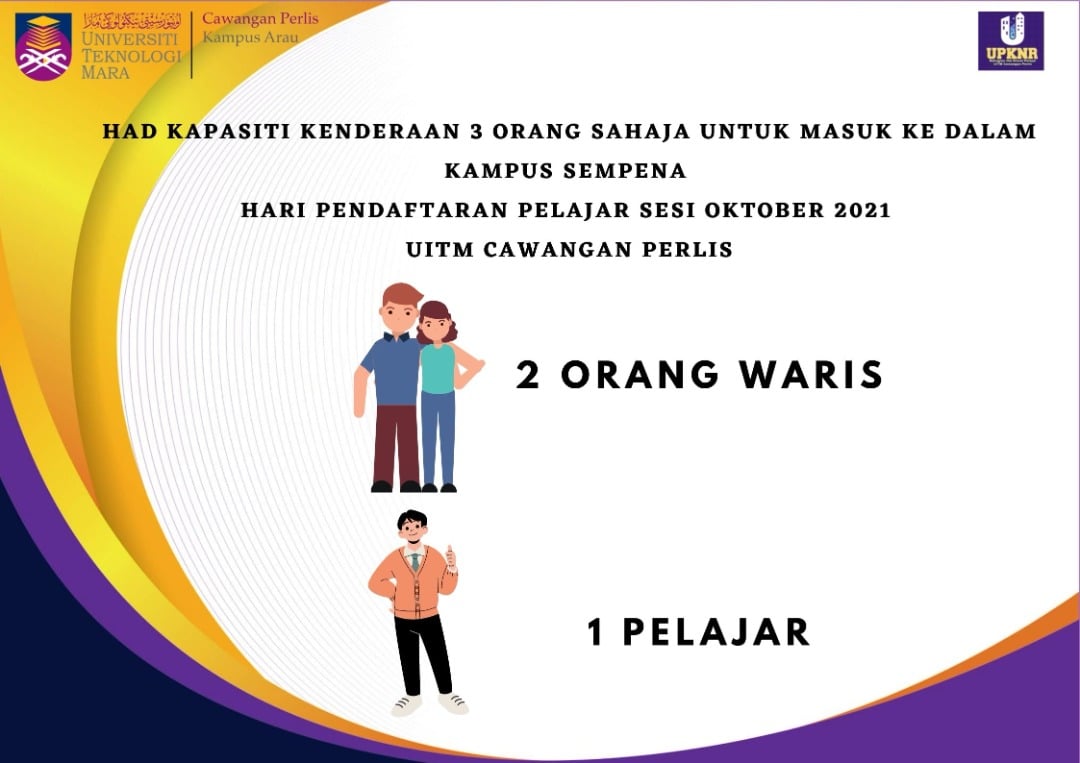 UNIVERSITI
TEKNOLOGI
MARA
Cawangan Perlis
Kampus Arau
UPKNR
HAD KAPASITI KENDERAAN 3 ORANG SAHAJA UNTUK MASUK KE DALAM
KAMPUS SEMPENA
HARI PENDAFTARAN PELAJAR SESI OKTOBER 2021
UITM CAWANGAN PERLIS
2 ORANG WARIS
1 PELAJAR